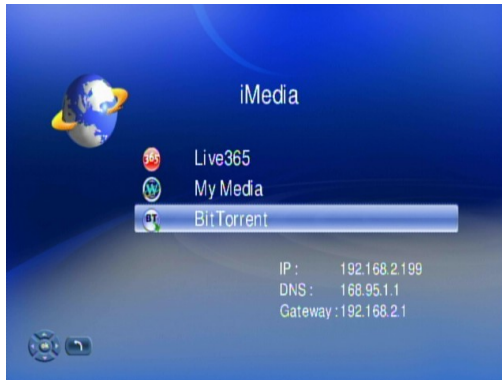 iMedia
365 Live365
W My Media
BT BitTorrent
IP : 192.168.2.199
DNS : 168.95.1.1
Gateway : 192.168.2.1